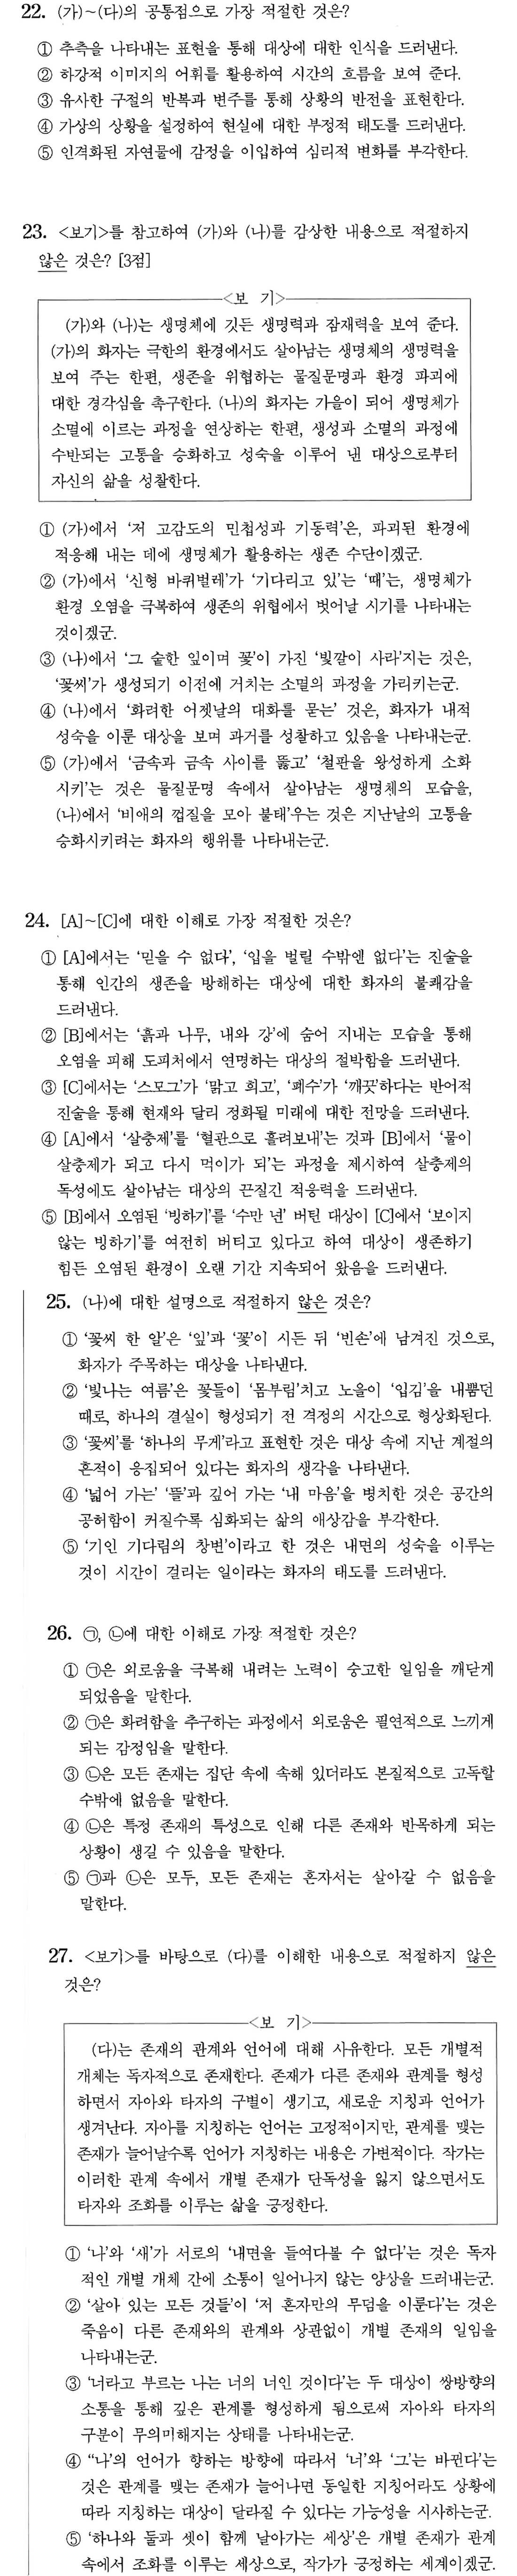 22. (가)~(다)의 공통점으로 가장 적절한 것은?
① 추측을 나타내는 표현을 통해 대상에 대한 인식을 드러낸다.
② 하강적 이미지의 어휘를 활용하여 시간의 흐름을 보여 준다.
③ 유사한 구절의 반복과 변주를 통해 상황의 반전을 표현한다.
④ 가상의 상황을 설정하여 현실에 대한 부정적 태도를 드러낸다.
⑤ 인격화된 자연물에 감정을 이입하여 심리적 변화를 부각한다.
23. <보기>를 참고하여 (가)와 (나)를 감상한 내용으로 적절하지
않은 것은? [3점]
<보 기>
(가)와 (나)는 생명체에 깃든 생명력과 잠재력을 보여 준다.
(가)의 화자는 극한의 환경에서도 살아남는 생명체의 생명력을
보여 주는 한편, 생존을 위협하는 물질문명과 환경 파괴에
대한 경각심을 촉구한다. (나)의 화자는 가을이 되어 생명체가
소멸에 이르는 과정을 연상하는 한편, 생성과 소멸의 과정에
수반되는 고통을 승화하고 성숙을 이루어 낸 대상으로부터
자신의 삶을 성찰한다.
① (가)에서 ‘저 고감도의 민첩성과 기동력’은, 파괴된 환경에
적응해 내는 데에 생명체가 활용하는 생존 수단이겠군.
② (가)에서 ‘신형 바퀴벌레’가 ‘기다리고 있’는 ‘때’는, 생명체가
환경 오염을 극복하여 생존의 위협에서 벗어날 시기를 나타내는
것이겠군.
③ (나)에서 ‘그 숱한 잎이며 꽃’이 가진 ‘빛깔이 사라’지는 것은,
‘꽃씨’가 생성되기 이전에 거치는 소멸의 과정을 가리키는군.
④ (나)에서 ‘화려한 어젯날의 대화를 묻는’ 것은, 화자가 내적
성숙을 이룬 대상을 보며 과거를 성찰하고 있음을 나타내는군.
⑤ (가)에서 ‘금속과 금속 사이를 뚫고’ ‘철판을 왕성하게 소화
시키’는 것은 물질문명 속에서 살아남는 생명체의 모습을,
(나)에서 ‘비애의 껍질을 모아 불태’우는 것은 지난날의 고통을
승화시키려는 화자의 행위를 나타내는군.
24. [A]~[C]에 대한 이해로 가장 적절한 것은?
① [A]에서는 ‘믿을 수 없다’, ‘입을 벌릴 수밖엔 없다’는 진술을
통해 인간의 생존을 방해하는 대상에 대한 화자의 불쾌감을
드러낸다.
② [B]에서는 ‘흙과 나무, 내와 강’에 숨어 지내는 모습을 통해
오염을 피해 도피처에서 연명하는 대상의 절박함을 드러낸다.
③ [C]에서는 ‘스모그’가 ‘맑고 희고’, ‘폐수’가 ‘깨끗’하다는 반어적
진술을 통해 현재와 달리 정화될 미래에 대한 전망을 드러낸다.
④ [A]에서 ‘살충제’를 ‘혈관으로 흘려보내’는 것과 [B]에서 ‘물이
살충제가 되고 다시 먹이가 되’는 과정을 제시하여 살충제의
독성에도 살아남는 대상의 끈질긴 적응력을 드러낸다.
⑤ [B]에서 오염된 ‘빙하기’를 ‘수만 년’ 버틴 대상이 [C]에서 ‘보이지
않는 빙하기’를 여전히 버티고 있다고 하여 대상이 생존하기
힘든 오염된 환경이 오랜 기간 지속되어 왔음을 드러낸다.
25. (나)에 대한 설명으로 적절하지 않은 것은?
① ‘꽃씨 한 알’은 ‘잎’과 ‘꽃’이 시든 뒤 ‘빈손’에 남겨진 것으로,
화자가 주목하는 대상을 나타낸다.
② ‘빛나는 여름’은 꽃들이 ‘몸부림’치고 노을이 ‘입김’을 내뿜던
때로, 하나의 결실이 형성되기 전 격정의 시간으로 형상화된다.
③ ‘꽃씨’를 ‘하나의 무게’라고 표현한 것은 대상 속에 지난 계절의
흔적이 응집되어 있다는 화자의 생각을 나타낸다.
④ ‘넓어 가는’ ‘뜰’과 깊어 가는 ‘내 마음’을 병치한 것은 공간의
공허함이 커질수록 심화되는 삶의 애상감을 부각한다.
⑤ ‘기인 기다림의 창변’이라고 한 것은 내면의 성숙을 이루는
것이 시간이 걸리는 일이라는 화자의 태도를 드러낸다.
26. ㉠, ㉡에 대한 이해로 가장 적절한 것은?
① ㉠은 외로움을 극복해 내려는 노력이 숭고한 일임을 깨닫게
되었음을 말한다.
② ㉠은 화려함을 추구하는 과정에서 외로움은 필연적으로 느끼게
되는 감정임을 말한다.
③ ㉡은 모든 존재는 집단 속에 속해 있더라도 본질적으로 고독할
수밖에 없음을 말한다.
④ ㉡은 특정 존재의 특성으로 인해 다른 존재와 반목하게 되는
상황이 생길 수 있음을 말한다.
⑤ ㉠과 ㉡은 모두, 모든 존재는 혼자서는 살아갈 수 없음을
말한다.
27. <보기>를 바탕으로 (다)를 이해한 내용으로 적절하지 않은
것은?
<보 기>
(다)는 존재의 관계와 언어에 대해 사유한다. 모든 개별적
개체는 독자적으로 존재한다. 존재가 다른 존재와 관계를 형성
하면서 자아와 타자의 구별이 생기고, 새로운 지칭과 언어가
생겨난다. 자아를 지칭하는 언어는 고정적이지만, 관계를 맺는
존재가 늘어날수록 언어가 지칭하는 내용은 가변적이다. 작가는
이러한 관계 속에서 개별 존재가 단독성을 잃지 않으면서도
타자와 조화를 이루는 삶을 긍정한다.
① ‘나’와 ‘새’가 서로의 ‘내면을 들여다볼 수 없다’는 것은 독자
적인 개별 개체 간에 소통이 일어나지 않는 양상을 드러내는군.
② ‘살아 있는 모든 것들’이 ‘저 혼자만의 무덤을 이룬다’는 것은
죽음이 다른 존재와의 관계와 상관없이 개별 존재의 일임을
나타내는군.
③ ‘너라고 부르는 나는 너의 너인 것이다’는 두 대상이 쌍방향의
소통을 통해 깊은 관계를 형성하게 됨으로써 자아와 타자의
구분이 무의미해지는 상태를 나타내는군.
④ “나’의 언어가 향하는 방향에 따라서 ‘너’와 ‘그’는 바뀐다’는
것은 관계를 맺는 존재가 늘어나면 동일한 지칭어라도 상황에
따라 지칭하는 대상이 달라질 수 있다는 가능성을 시사하는군.
⑤ ‘하나와 둘과 셋이 함께 날아가는 세상’은 개별 존재가 관계
속에서 조화를 이루는 세상으로, 작가가 긍정하는 세계이겠군.